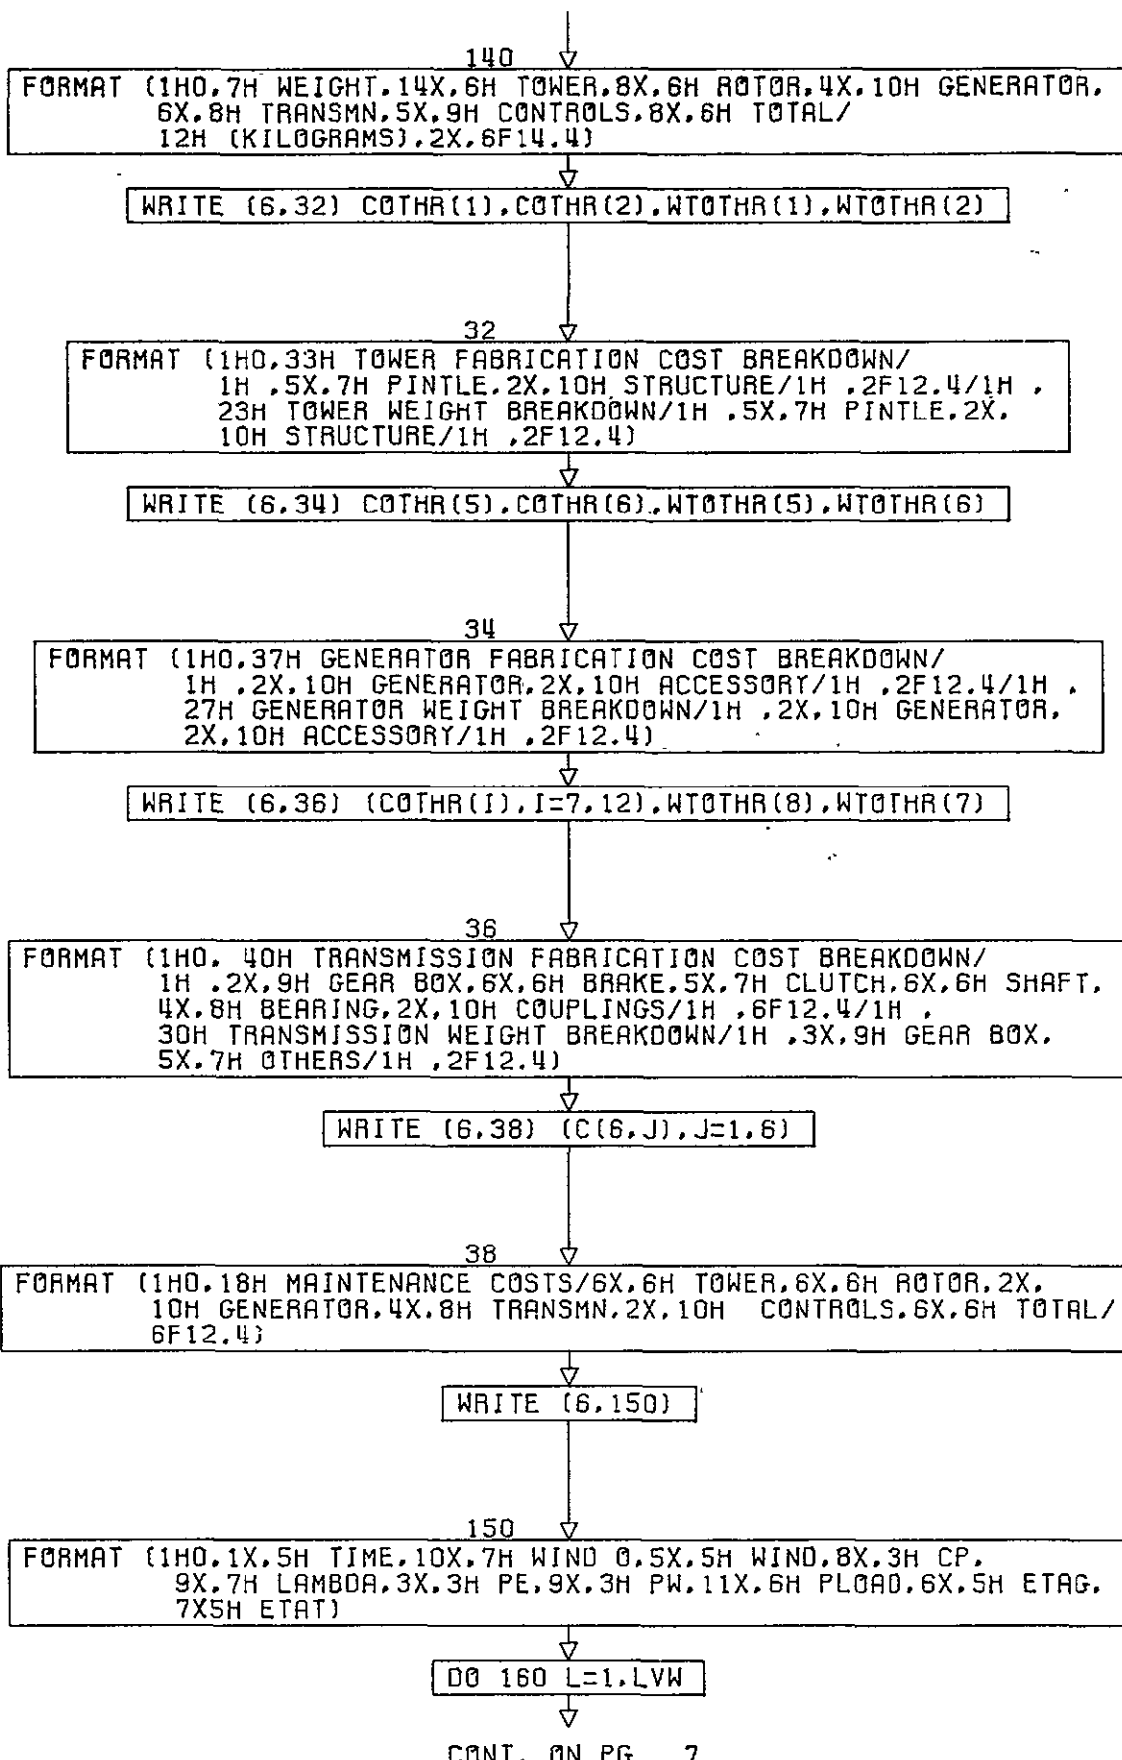 140
FORMAT (1H0,7H WEIGHT,14X,6H TOWER,8X,6H ROTOR,4X,10H GENERATOR,
6X,8H TRANSMN,5X,9H CONTROLS,8X,6H TOTAL/
12H (KILOGRAMS),2X,6F14.4)
WRITE (6,32) COTHR(1),COTHR(2),WTOTHR(1),WTOTHR(2)
32
FORMAT (1H0,33H TOWER FABRICATION COST BREAKDOWN/
1H ,5X,7H PINTLE,2X,10H STRUCTURE/1H ,2F12.4/1H ,
23H TOWER WEIGHT BREAKDOWN/1H ,5X,7H PINTLE,2X,
10H STRUCTURE/1H ,2F12.4)
WRITE (6,34) COTHR(5),COTHR(6),WTOTHR(5),WTOTHR(6)
34
FORMAT (1H0,37H GENERATOR FABRICATION COST BREAKDOWN/
1H ,2X,10H GENERATOR,2X,10H ACCESSORY/1H ,2F12.4/1H ,
27H GENERATOR WEIGHT BREAKDOWN/1H ,2X,10H GENERATOR,
2X,10H ACCESSORY/1H ,2F12.4)
WRITE (6,36) (COTHR(I),I=7,12),WTOTHR(8),WTOTHR(7)
36
FORMAT (1H0, 40H TRANSMISSION FABRICATION COST BREAKDOWN/
1H ,2X,9H GEAR BOX,6X,6H BRAKE,5X,7H CLUTCH,6X,6H SHAFT,
4X,8H BEARING,2X,10H COUPLINGS/1H ,6F12.4/1H ,
30H TRANSMISSION WEIGHT BREAKDOWN/1H ,3X,9H GEAR BOX,
5X,7H OTHERS/1H ,2F12.4)
WRITE (6,38) (C(6,J),J=1,6)
38
FORMAT (1H0,18H MAINTENANCE COSTS/6X,6H TOWER,6X,6H ROTOR,2X,
10H GENERATOR,4X,8H TRANSMN,2X,10H  CONTROLS,6X,6H TOTAL/
6F12.4)
WRITE (6,150)
150
FORMAT (1H0,1X,5H TIME,10X,7H WIND 0,5X,5H WIND,8X,3H CP,
9X,7H LAMBDA,3X,3H PE,9X,3H PW,11X,6H PLOAD,6X,5H ETAG,
7X5H ETAT)
DO 160 L=1,LVW
CONT. ON PG   7